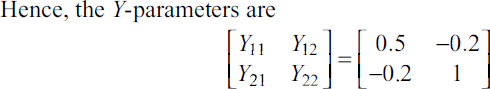 Hence, the Y-parameters are
[Y11 Y12] = [0.5 −0.2]
[Y21 Y22] [−0.2 1]